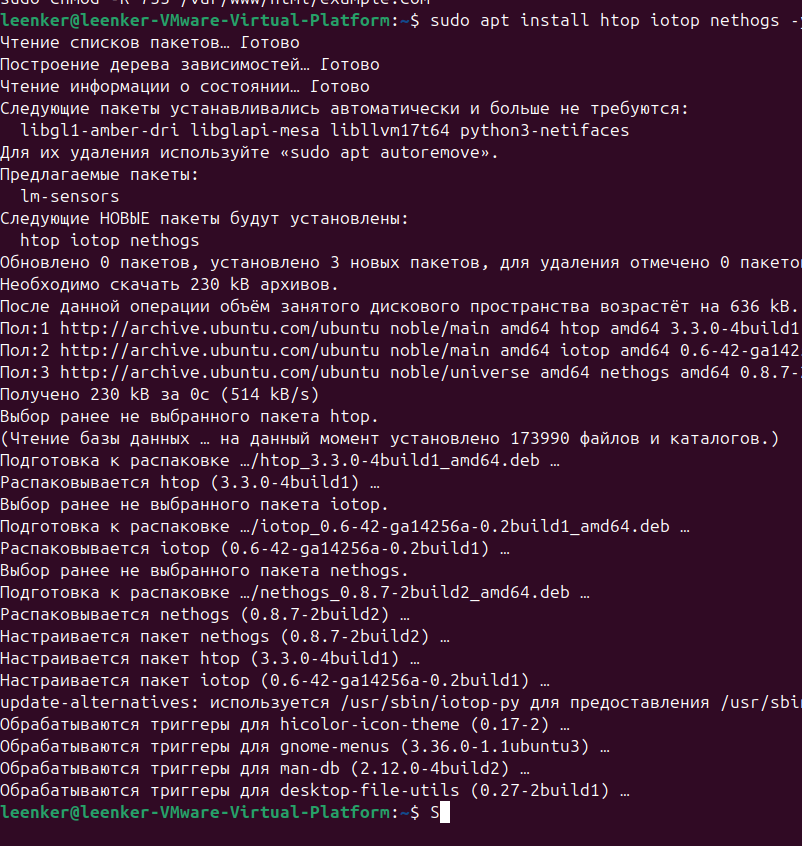 sudo chmod -R 755 /var/www/html/example.com
leenker@leenker-VMware-Virtual-Platform:~$ sudo apt install htop iotop nethogs -y
Чтение списков пакетов… Готово
Построение дерева зависимостей… Готово
Чтение информации о состоянии… Готово
Следующие пакеты устанавливались автоматически и больше не требуются:
  libgl1-amber-dri libglapi-mesa libllvm17t64 python3-netifaces
Для их удаления используйте «sudo apt autoremove».
Предлагаемые пакеты:
  lm-sensors
Следующие НОВЫЕ пакеты будут установлены:
  htop iotop nethogs
Обновлено 0 пакетов, установлено 3 новых пакетов, для удаления отмечено 0 пакето
Необходимо скачать 230 kB архивов.
После данной операции объём занятого дискового пространства возрастёт на 636 kB.
Пол:1 http://archive.ubuntu.com/ubuntu noble/main amd64 htop amd64 3.3.0-4build1
Пол:2 http://archive.ubuntu.com/ubuntu noble/main amd64 iotop amd64 0.6-42-ga142
Пол:3 http://archive.ubuntu.com/ubuntu noble/universe amd64 nethogs amd64 0.8.7-
Получено 230 kB за 0с (514 kB/s)
Выбор ранее не выбранного пакета htop.
(Чтение базы данных … на данный момент установлено 173990 файлов и каталогов.)
Подготовка к распаковке …/htop_3.3.0-4build1_amd64.deb …
Распаковывается htop (3.3.0-4build1) …
Выбор ранее не выбранного пакета iotop.
Подготовка к распаковке …/iotop_0.6-42-ga14256a-0.2build1_amd64.deb …
Распаковывается iotop (0.6-42-ga14256a-0.2build1) …
Выбор ранее не выбранного пакета nethogs.
Подготовка к распаковке …/nethogs_0.8.7-2build2_amd64.deb …
Распаковывается nethogs (0.8.7-2build2) …
Настраивается пакет nethogs (0.8.7-2build2) …
Настраивается пакет htop (3.3.0-4build1) …
Настраивается пакет iotop (0.6-42-ga14256a-0.2build1) …
update-alternatives: используется /usr/sbin/iotop-py для предоставления /usr/sbi
Обрабатываются триггеры для hicolor-icon-theme (0.17-2) …
Обрабатываются триггеры для gnome-menus (3.36.0-1.1ubuntu3) …
Обрабатываются триггеры для man-db (2.12.0-4build2) …
Обрабатываются триггеры для desktop-file-utils (0.27-2build1) …
leenker@leenker-VMware-Virtual-Platform:~$ S